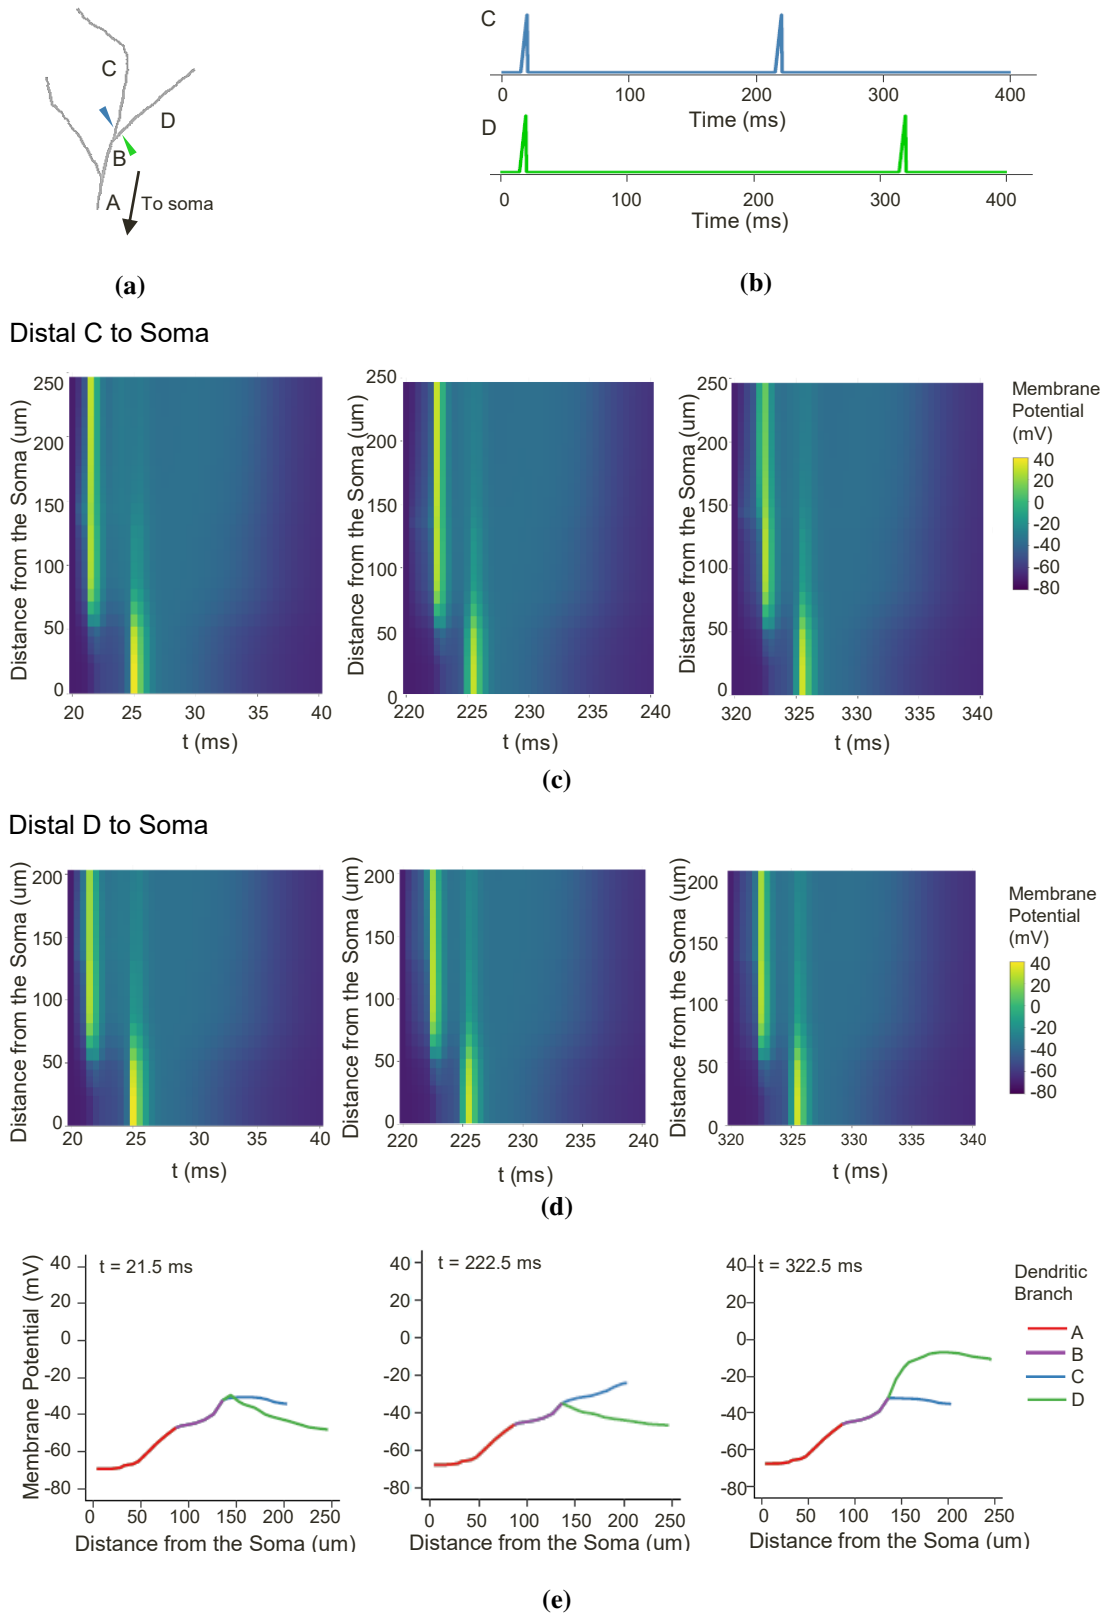 C
D
B
A
To soma
(a)
C
0 100 200 300 400
Time (ms)
D
0 100 200 300 400
Time (ms)
(b)
Distal C to Soma
Distance from the Soma (um)
250
200
150
100
50
0
20 25 30 35 40
t (ms)
Distance from the Soma (um)
250
200
150
100
50
0
220 225 230 235 240
t (ms)
Distance from the Soma (um)
250
200
150
100
50
0
320 325 330 335 340
t (ms)
Membrane
Potential
(mV)
40
20
0
-20
-40
-60
-80
(c)
Distal D to Soma
Distance from the Soma (um)
200
150
100
50
0
20 25 30 35 40
t (ms)
Distance from the Soma (um)
200
150
100
50
0
220 225 230 235 240
t (ms)
Distance from the Soma (um)
200
150
100
50
0
320 325 330 335 340
t (ms)
Membrane
Potential
(mV)
40
20
0
-20
-40
-60
-80
(d)
Membrane Potential (mV)
t = 21.5 ms
40
20
0
-20
-40
-60
-80
0 50 100 150 200 250
Distance from the Soma (um)
t = 222.5 ms
40
20
0
-20
-40
-60
-80
0 50 100 150 200 250
Distance from the Soma (um)
t = 322.5 ms
40
20
0
-20
-40
-60
-80
0 50 100 150 200 250
Distance from the Soma (um)
Dendritic
Branch
A
B
C
D
(e)